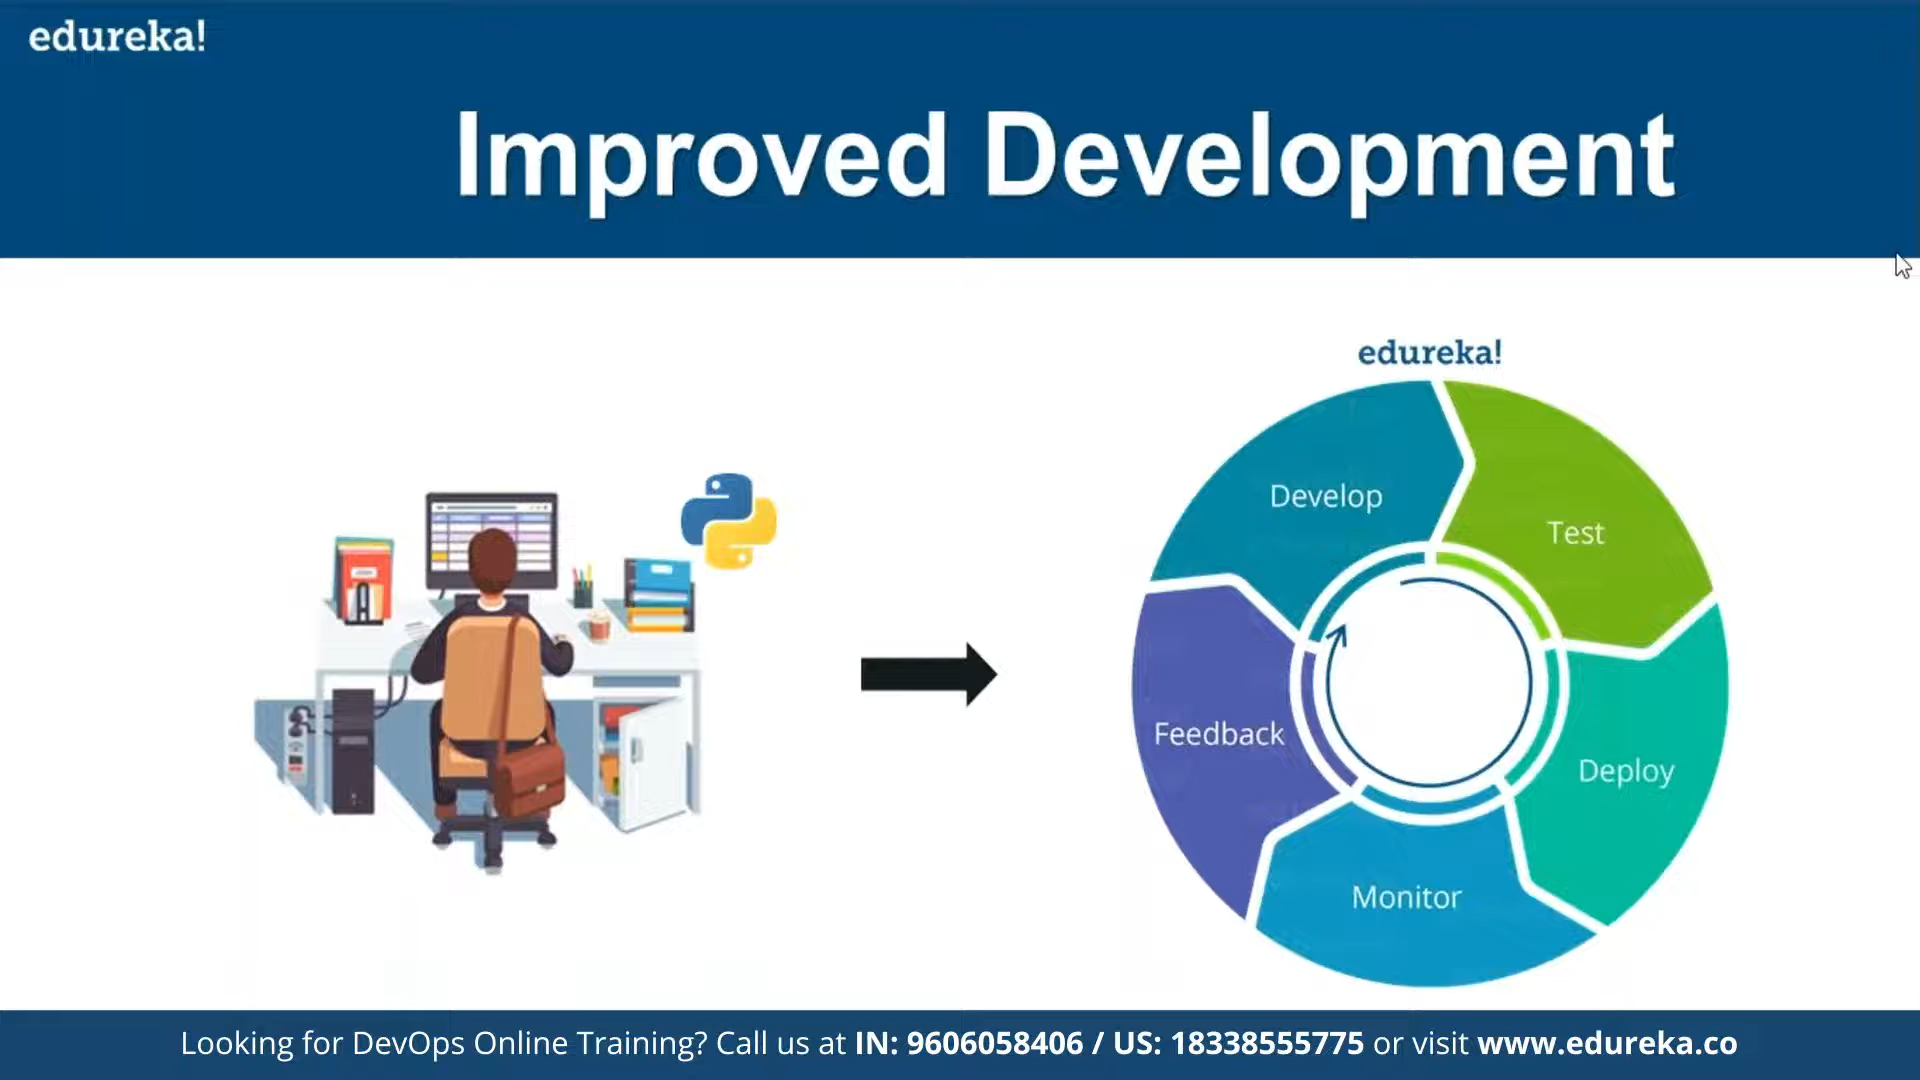 edureka!
Improved Development
edureka!
Develop
Test
Feedback
Deploy
Monitor
Looking for DevOps Online Training? Call us at IN: 9606058406 / US: 18338555775 or visit www.edureka.co